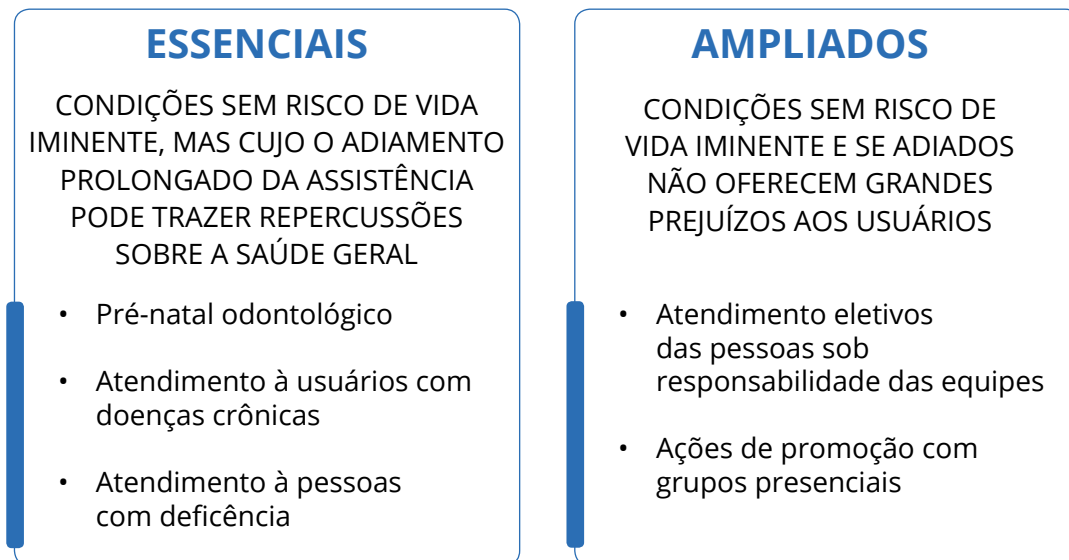 ESSENCIAIS
CONDIÇÕES SEM RISCO DE VIDA
IMINENTE, MAS CUJO O ADIAMENTO
PROLONGADO DA ASSISTÊNCIA
PODE TRAZER REPERCUSSÕES
SOBRE A SAÚDE GERAL
• Pré-natal odontológico
• Atendimento à usuários com
doenças crônicas
• Atendimento à pessoas
com deficência
AMPLIADOS
CONDIÇÕES SEM RISCO DE
VIDA IMINENTE E SE ADIADOS
NÃO OFERECEM GRANDES
PREJUÍZOS AOS USUÁRIOS
• Atendimento eletivos
das pessoas sob
responsabilidade das equipes
• Ações de promoção com
grupos presenciais